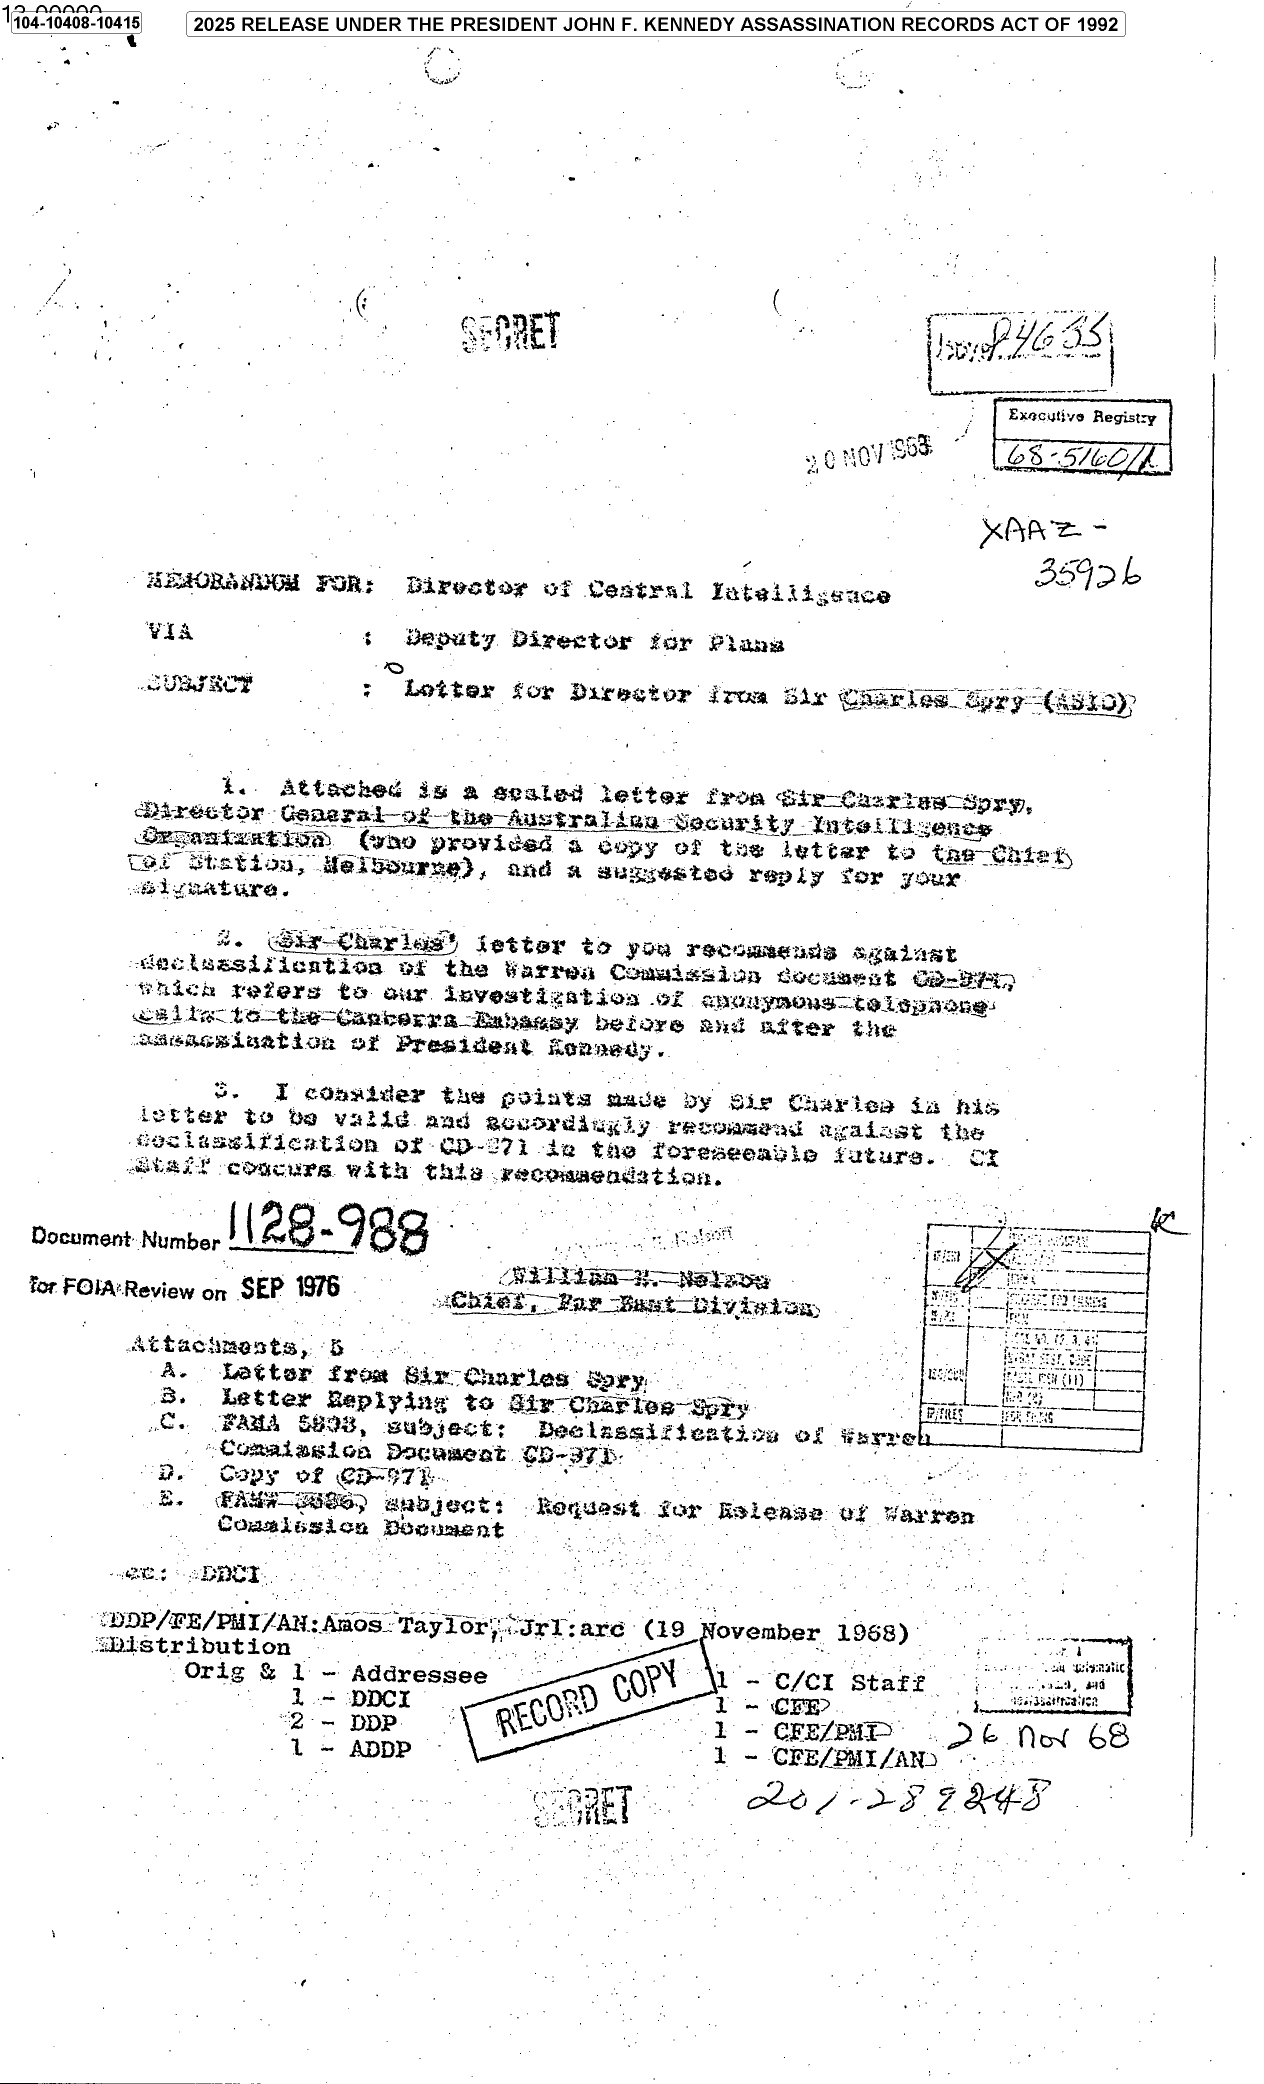 104-10408-10415
2025 RELEASE UNDER THE PRESIDENT JOHN F. KENNEDY ASSASSINATION RECORDS ACT OF 1992
SECRET
Executive Registry
68-5160/
20 NOV 1968
XAAZ -
35926
MEMORANDUM FOR: Director of Central Intelligence
VIA : Deputy Director for Plans
SUBJECT : Letter for Director from Sir Charles Spry (ASIO)
1. Attached is a sealed letter from Sir Charles Spry,
Director General of the Australian Security Intelligence
Organization (who provided a copy of the letter to the Chief
of Station, Melbourne), and a suggested reply for your
signature.
2. Sir Charles' letter to you recommends against
declassification of the Warren Commission document CD-971,
which refers to our investigation of anonymous telephone
calls to the Canberra Embassy before and after the
assassination of President Kennedy.
3. I consider the points made by Sir Charles in his
letter to be valid and accordingly recommend against the
declassification of CD-971 in the foreseeable future. CI
Staff concurs with this recommendation.
Document Number 1128-988
for FOIA Review on SEP 1976
William E. Nelson
Chief, Far East Division
Attachments, 5
A. Letter from Sir Charles Spry
B. Letter Replying to Sir Charles Spry
C. FAMA subject: Declassification of Warren
Commission Document CD-971
D. Copy of CD-971
E. subject: Request for Release of Warren
Commission Document
cc: DDCI
DDP/FE/PMI/AN:Amos Taylor, Jr1:arc (19 November 1968)
Distribution
Orig & 1 - Addressee
1 - DDCI
2 - DDP
1 - ADDP
RECORD COPY
1 - C/CI Staff
1 - CFE
1 - CFE/PMI
1 - CFE/PMI/AN
26 Nov 68
SECRET
201-289248